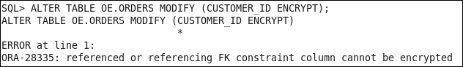 SQL> ALTER TABLE OE.ORDERS MODIFY (CUSTOMER_ID ENCRYPT);
ALTER TABLE OE.ORDERS MODIFY (CUSTOMER_ID ENCRYPT)
*
ERROR at line 1:
ORA-28335: referenced or referencing FK constraint column cannot be encrypted